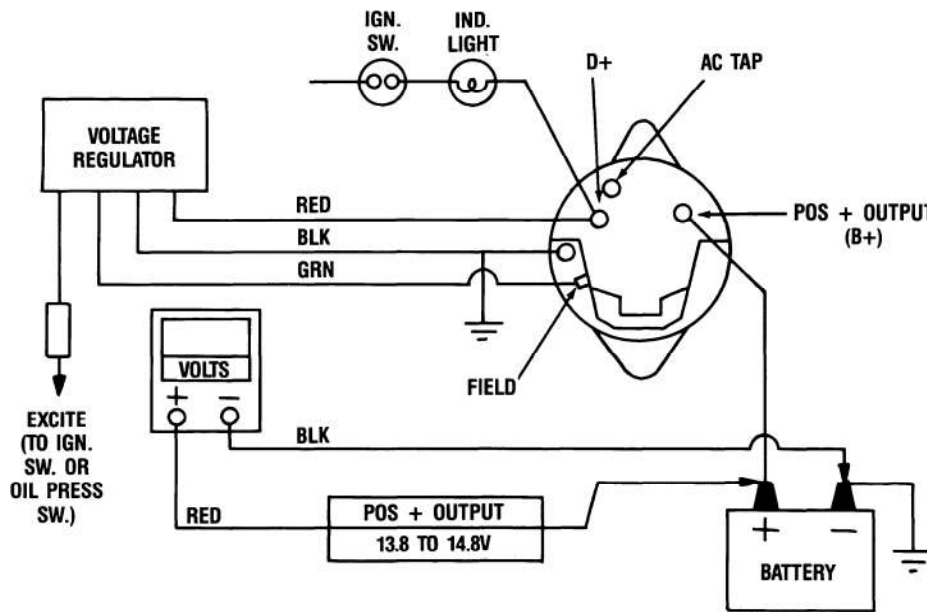 IGN.
SW.
IND.
LIGHT
D+
AC TAP
VOLTAGE
REGULATOR
RED
POS + OUTPUT
(B+)
BLK
GRN
VOLTS
+ −
FIELD
EXCITE
(TO IGN.
SW. OR
OIL PRESS
SW.)
BLK
RED
POS + OUTPUT
13.8 TO 14.8V
+ −
BATTERY